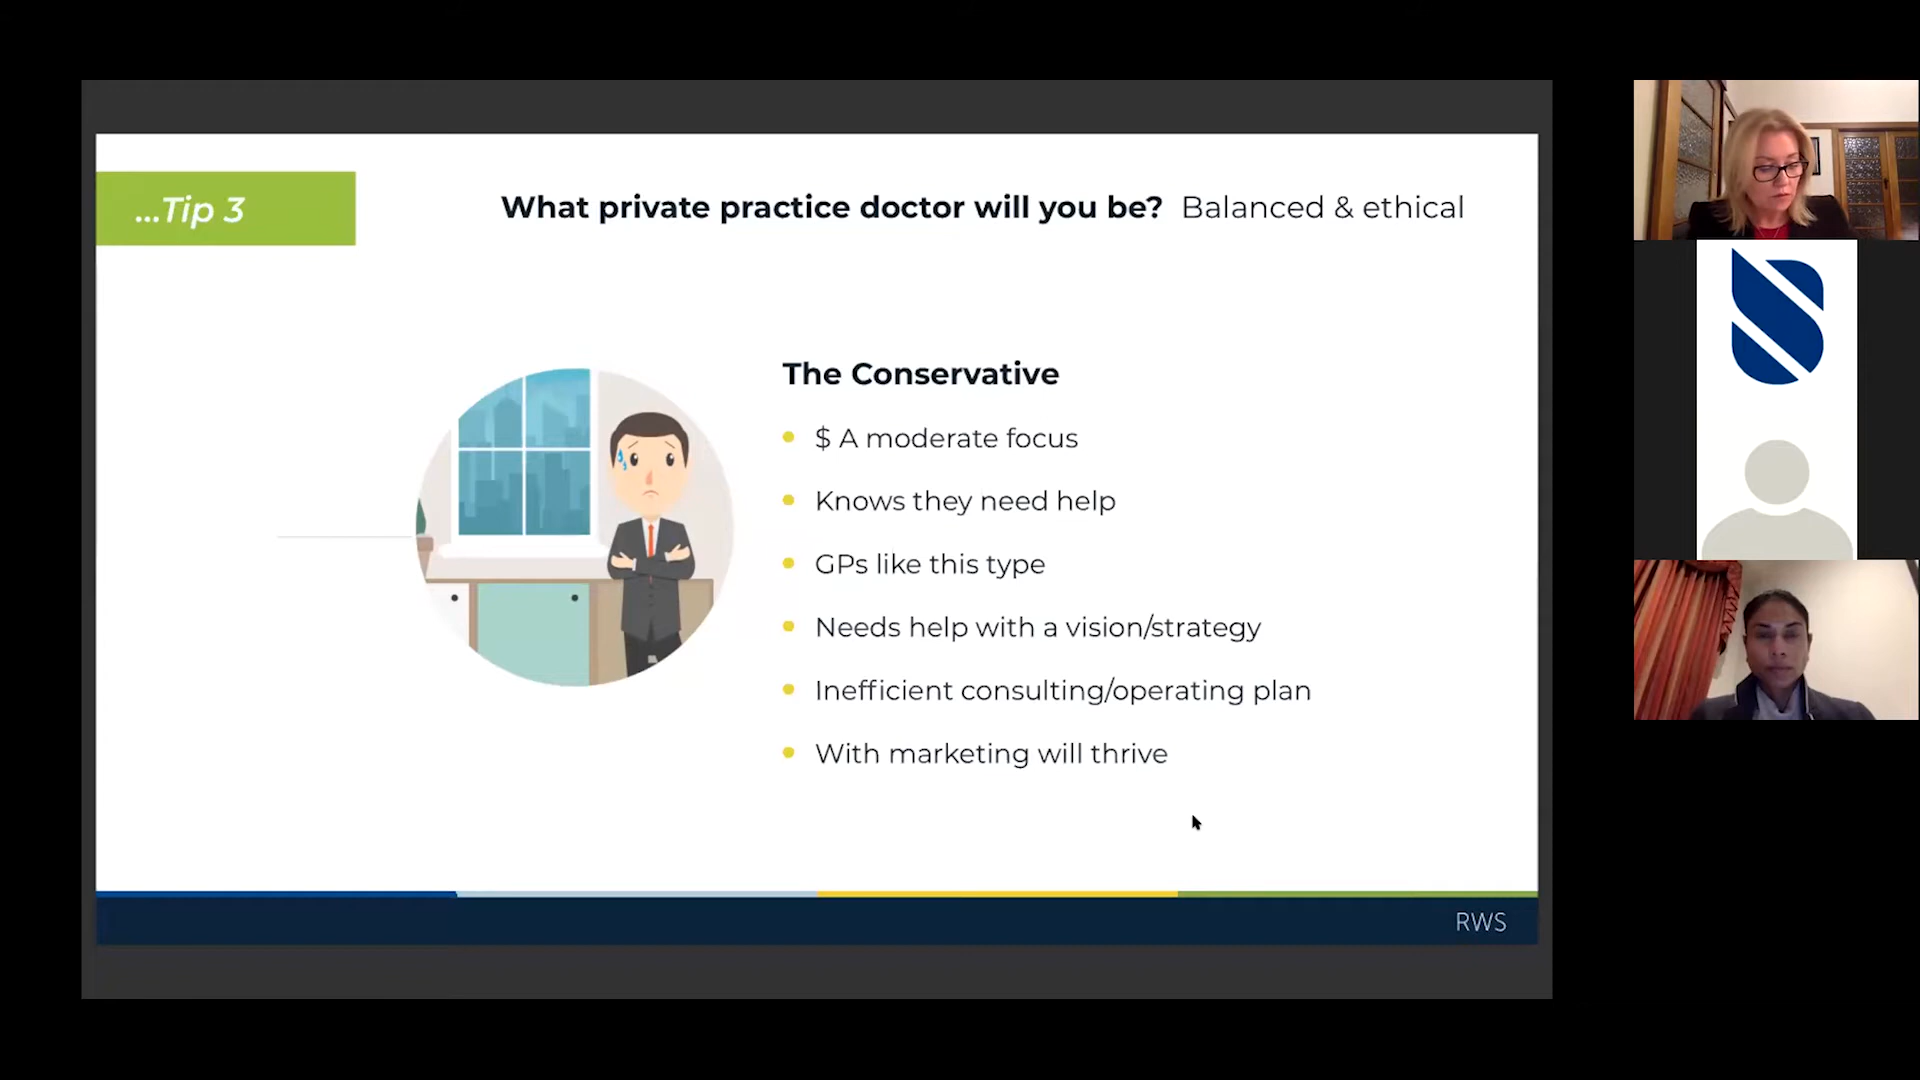 ...Tip 3
What private practice doctor will you be? Balanced & ethical
The Conservative
$ A moderate focus
Knows they need help
GPs like this type
Needs help with a vision/strategy
Inefficient consulting/operating plan
With marketing will thrive
RWS